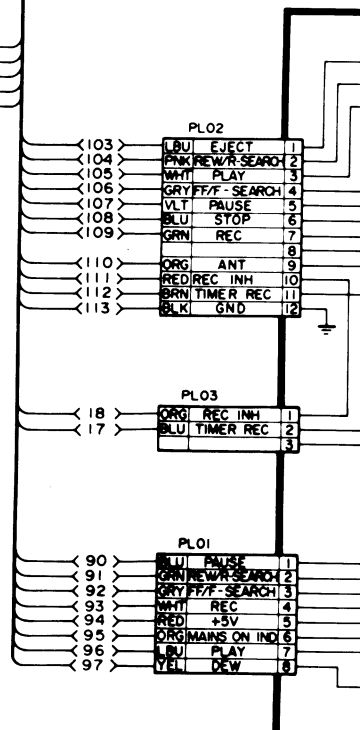 PL02
103 LBU EJECT 1
104 PNK REW/R-SEARCH 2
105 WHT PLAY 3
106 GRY FF/F-SEARCH 4
107 VLT PAUSE 5
108 BLU STOP 6
109 GRN REC 7
8
110 ORG ANT 9
111 RED REC INH 10
112 BRN TIMER REC 11
113 BLK GND 12
PL03
18 ORG REC INH 1
17 BLU TIMER REC 2
3
PL01
90 BLU PAUSE 1
91 GRN REW/R-SEARCH 2
92 GRY FF/F-SEARCH 3
93 WHT REC 4
94 RED +5V 5
95 ORG MAINS ON IND 6
96 LBU PLAY 7
97 YEL DEW 8